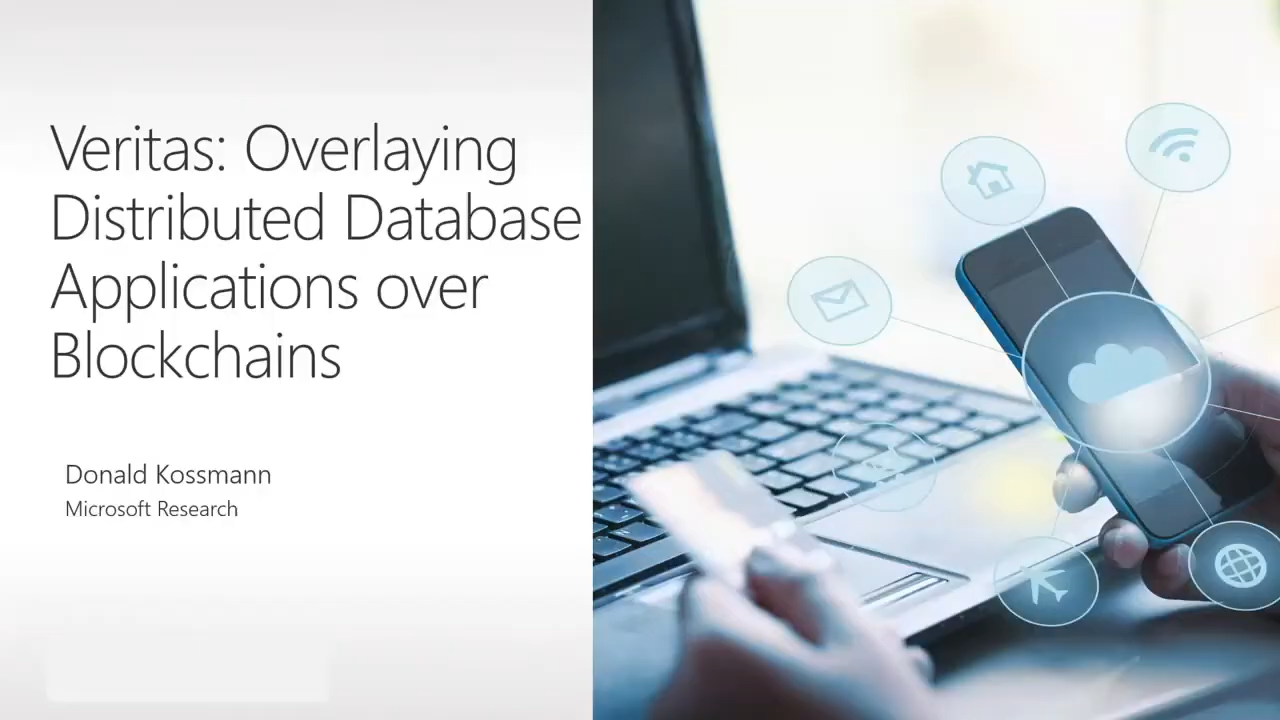 Veritas: Overlaying
Distributed Database
Applications over
Blockchains
Donald Kossmann
Microsoft Research